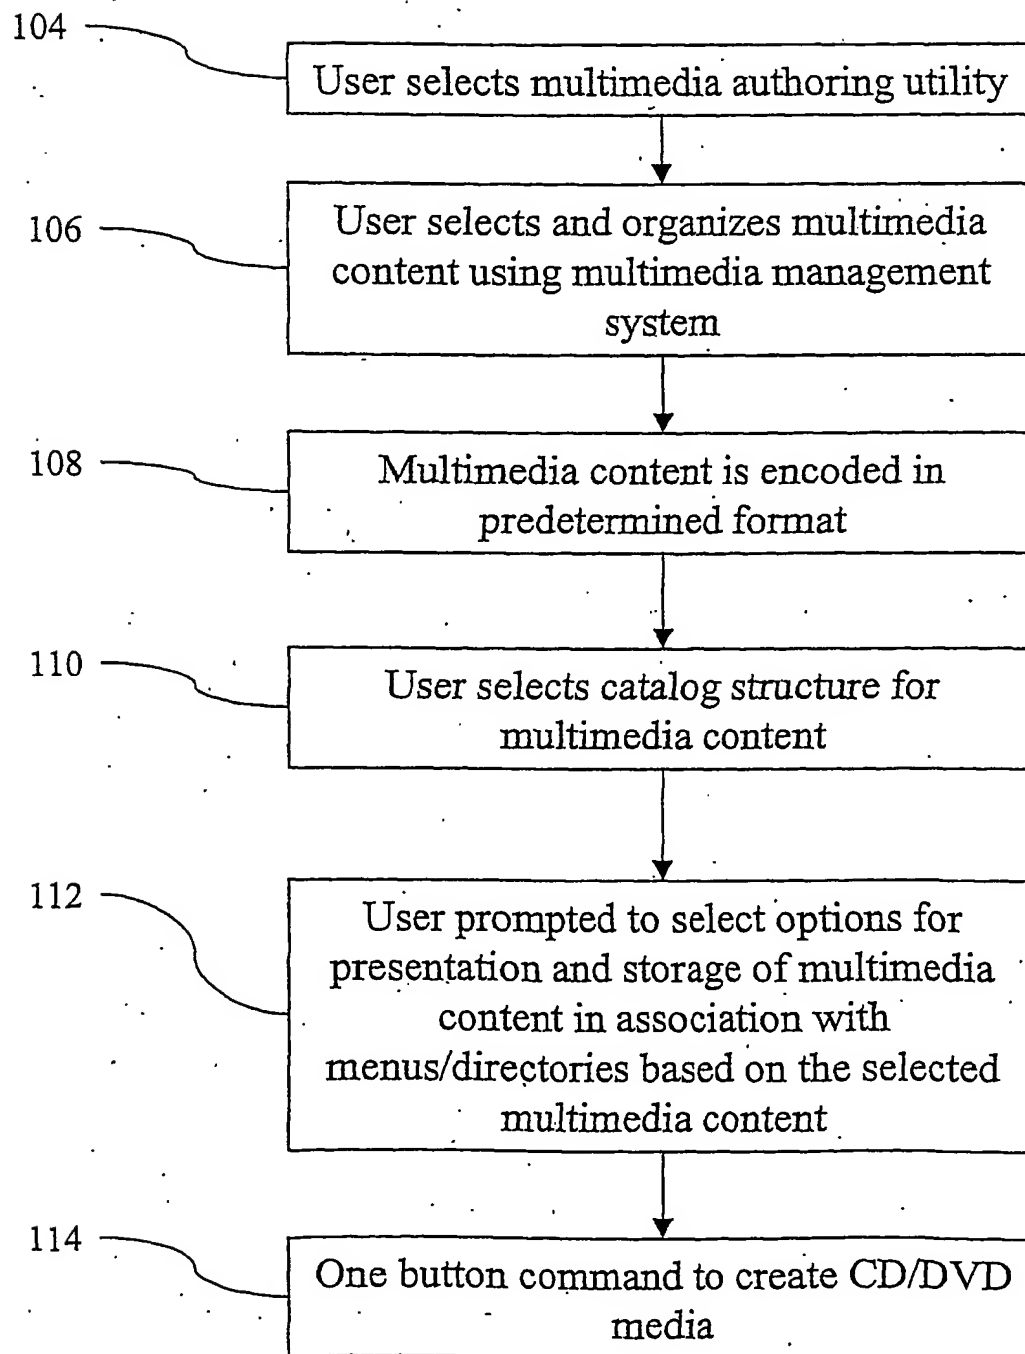 104
User selects multimedia authoring utility
106
User selects and organizes multimedia
content using multimedia management
system
108
Multimedia content is encoded in
predetermined format
110
User selects catalog structure for
multimedia content
112
User prompted to select options for
presentation and storage of multimedia
content in association with
menus/directories based on the selected
multimedia content
114
One button command to create CD/DVD
media